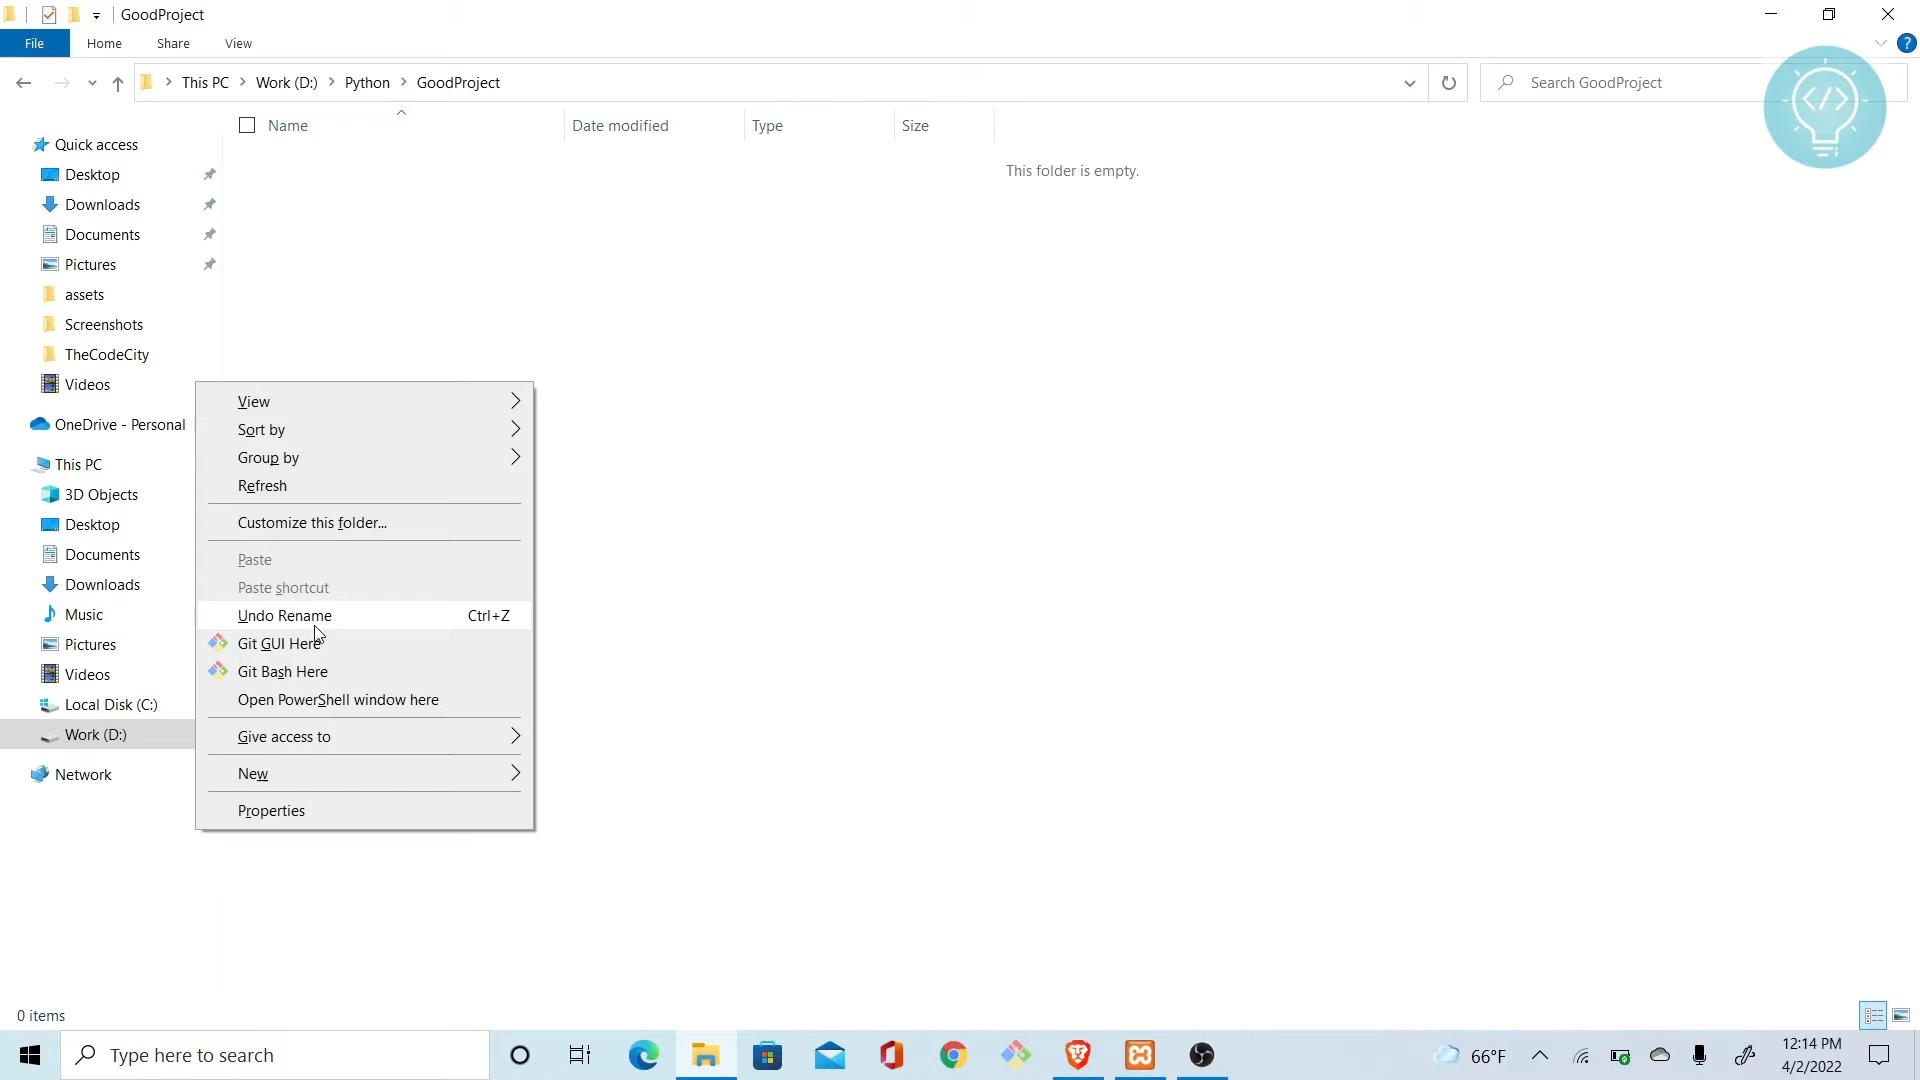 GoodProject
File Home Share View
This PC Work (D:) Python GoodProject
Search GoodProject
Name Date modified Type Size
This folder is empty.
Quick access
Desktop
Downloads
Documents
Pictures
assets
Screenshots
TheCodeCity
Videos
OneDrive - Personal
This PC
3D Objects
Desktop
Documents
Downloads
Music
Pictures
Videos
Local Disk (C:)
Work (D:)
Network
View
Sort by
Group by
Refresh
Customize this folder...
Paste
Paste shortcut
Undo Rename Ctrl+Z
Git GUI Here
Git Bash Here
Open PowerShell window here
Give access to
New
Properties
0 items
Type here to search
66°F
12:14 PM
4/2/2022